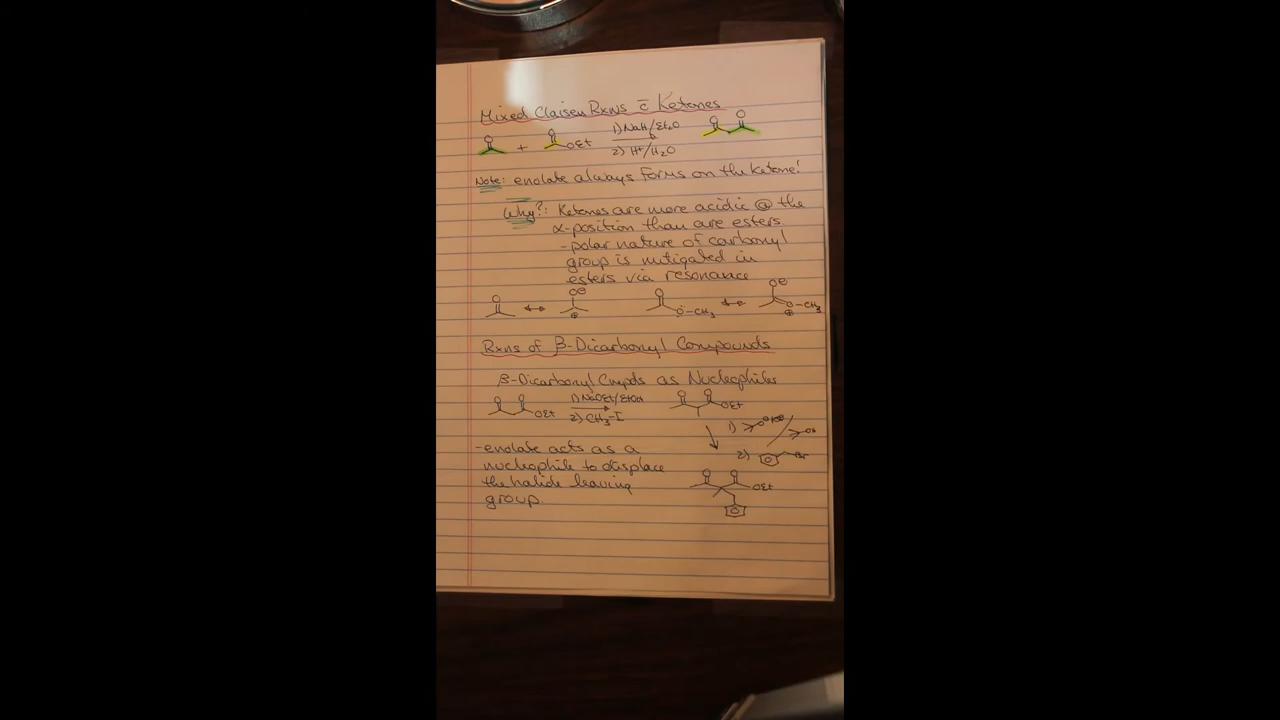 Mixed Claisen Rxns c̄ Ketones
O O 1) NaH/Et₂O O O
+ OEt 2) H⁺/H₂O
Note: enolate always forms on the ketone!
Why?: Ketones are more acidic @ the
α-position than are esters.
- polar nature of carbonyl
group is mitigated in
esters via resonance
O ↔ O⊖ ⊕ O Ö-CH₃ ↔ O⊖ O-CH₃ ⊕
Rxns of β-Dicarbonyl Compounds
β-Dicarbonyl Cmpds as Nucleophiles
O O OEt 1) NaOEt/EtOH O O OEt
2) CH₃-I
1)
2) Br
- enolate acts as a
nucleophile to displace
the halide leaving
group.
O O OEt